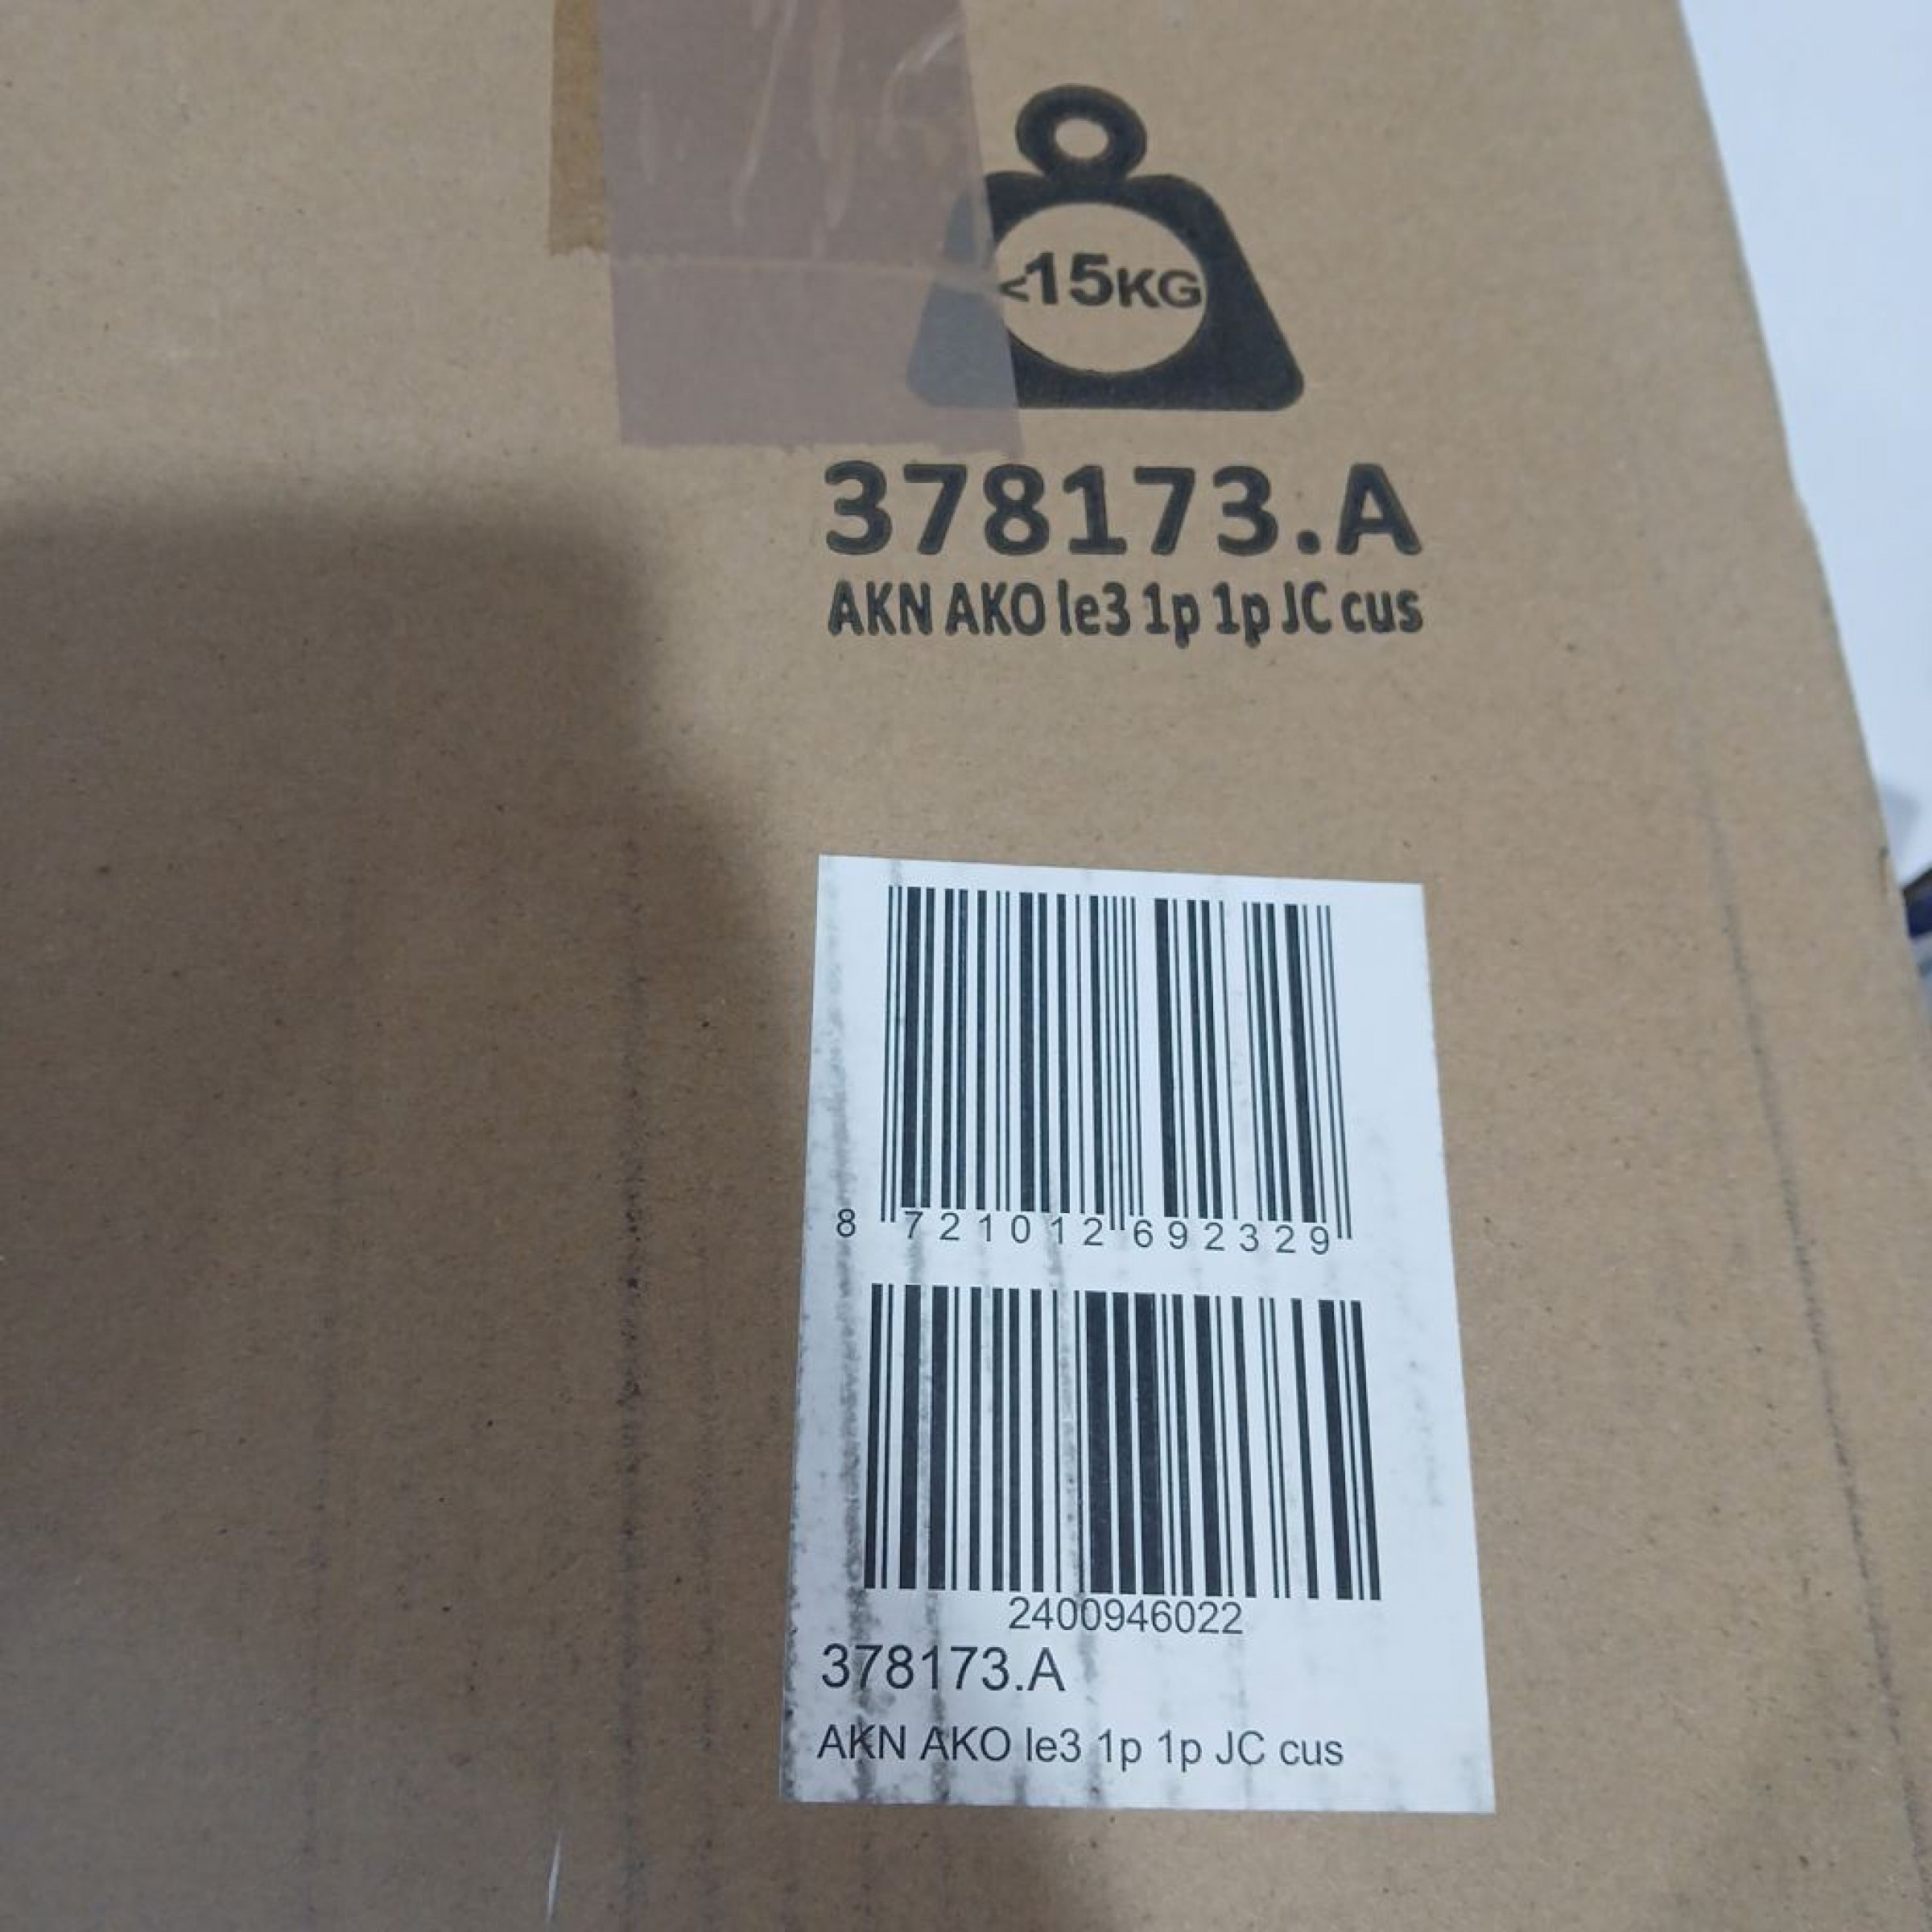 <15KG
378173.A
AKN AKO le3 1p 1p JC cus
8 721012 692329
2400946022
378173.A
AKN AKO le3 1p 1p JC cus